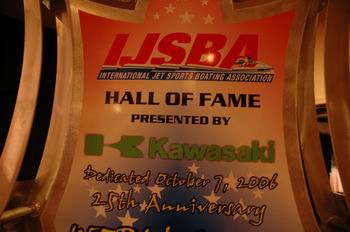 IJSBA
INTERNATIONAL JET SPORTS BOATING ASSOCIATION
HALL OF FAME
PRESENTED BY
Kawasaki
Dedicated October 7, 2006
25th Anniversary